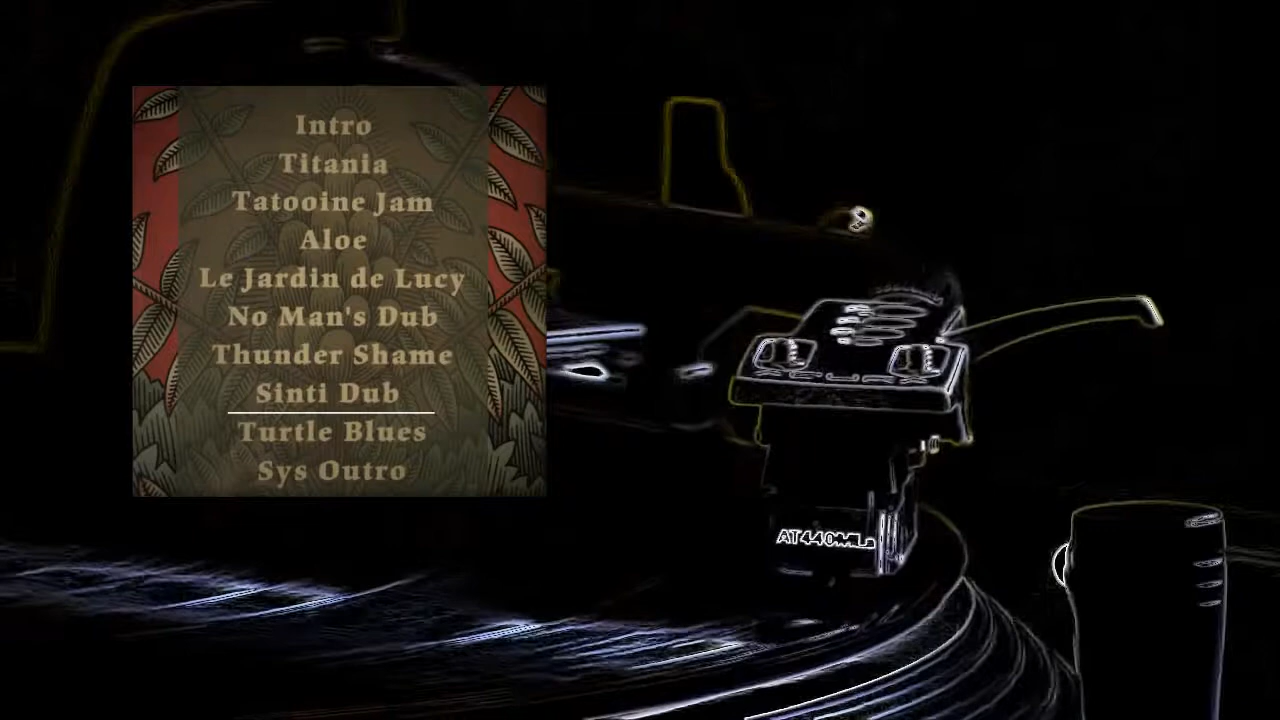 Intro
Titania
Tatooine Jam
Aloe
Le Jardin de Lucy
No Man's Dub
Thunder Shame
Sinti Dub
Turtle Blues
Sys Outro
AT440MLa